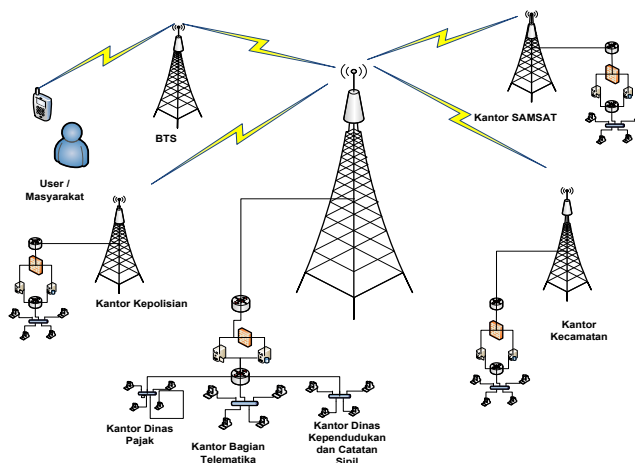 BTS
Kantor SAMSAT
User /
Masyarakat
Kantor Kepolisian
Kantor
Kecamatan
Kantor Dinas
Pajak
Kantor Bagian
Telematika
Kantor Dinas
Kependudukan
dan Catatan
Sipil